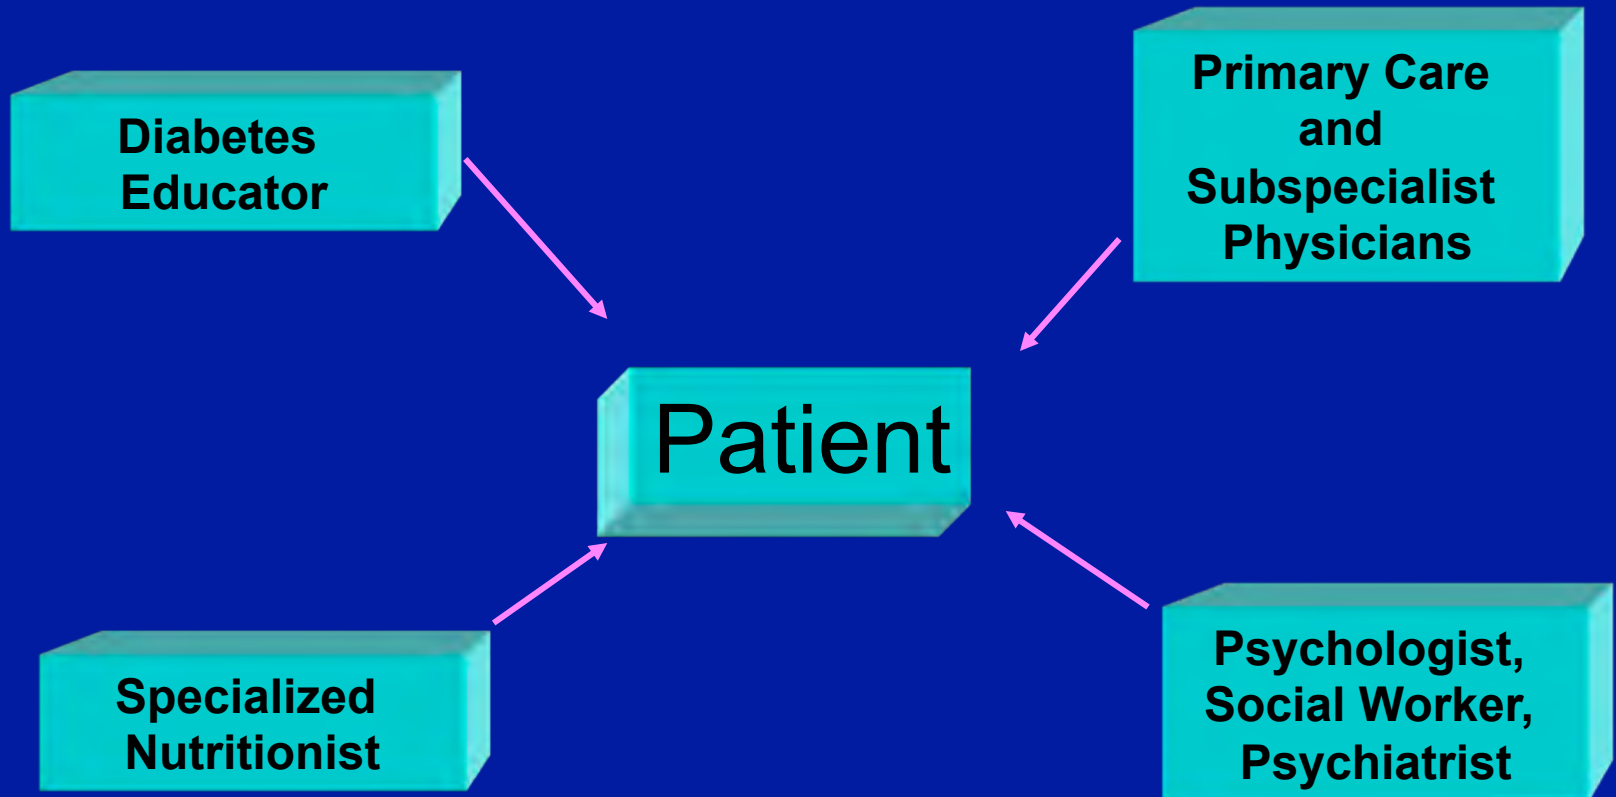 Diabetes
Educator
Primary Care
and
Subspecialist
Physicians
Patient
Specialized
Nutritionist
Psychologist,
Social Worker,
Psychiatrist